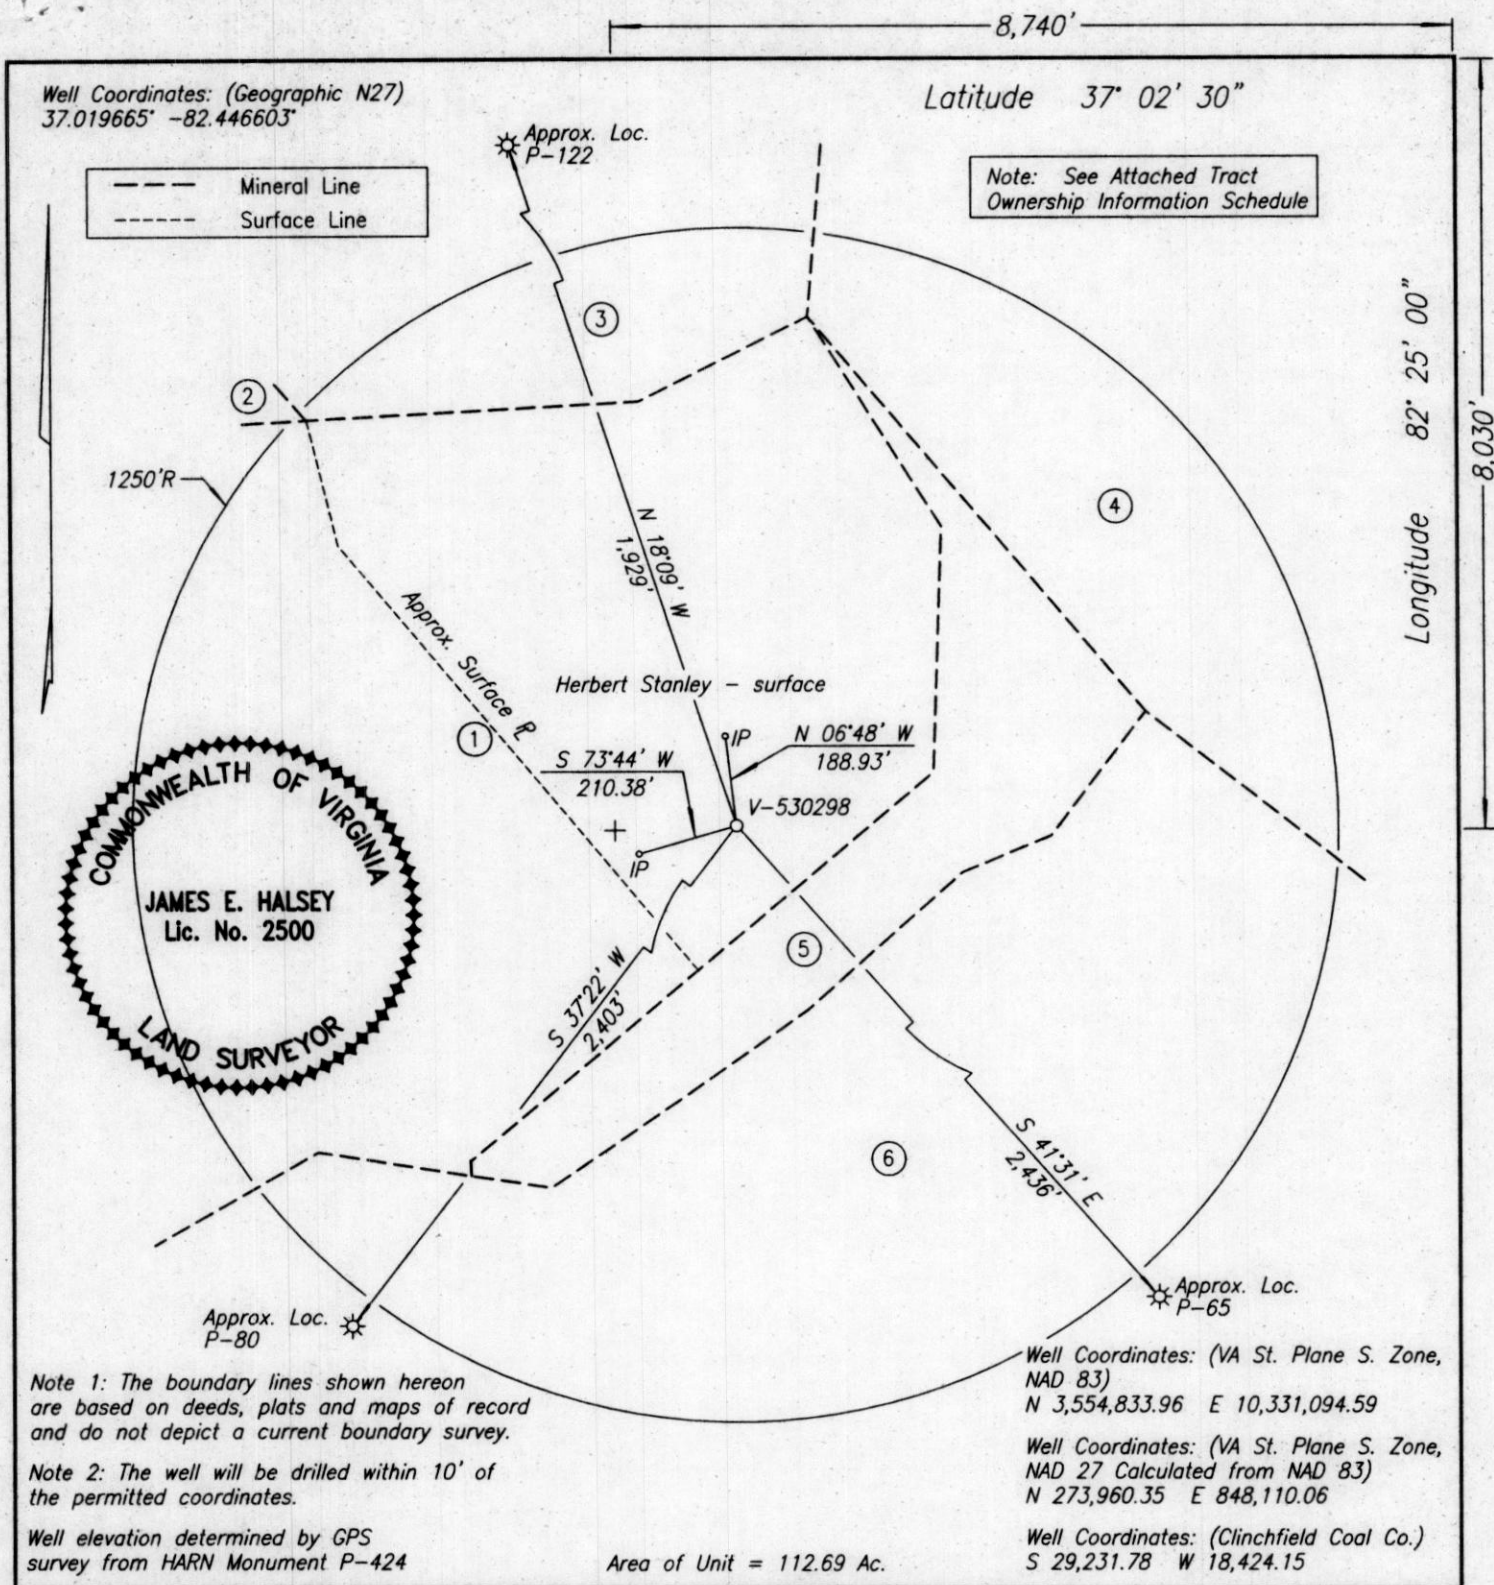 8,740'
Well Coordinates: (Geographic N27)
37.019665° -82.446603°
Latitude 37° 02' 30"
Approx. Loc.
P-122
Mineral Line
Surface Line
Note: See Attached Tract
Ownership Information Schedule
3
2
Longitude 82° 25' 00"
8,030'
1250'R
4
N 18°09' W
1,929'
Approx. Surface PL
Herbert Stanley - surface
1
IP
N 06°48' W
188.93'
S 73°44' W
210.38'
V-530298
IP
COMMONWEALTH OF VIRGINIA
JAMES E. HALSEY
Lic. No. 2500
LAND SURVEYOR
5
S 37°22' W
2,403'
6
S 41°31' E
2,436'
Approx. Loc.
P-65
Approx. Loc.
P-80
Note 1: The boundary lines shown hereon
are based on deeds, plats and maps of record
and do not depict a current boundary survey.
Note 2: The well will be drilled within 10' of
the permitted coordinates.
Well elevation determined by GPS
survey from HARN Monument P-424
Area of Unit = 112.69 Ac.
Well Coordinates: (VA St. Plane S. Zone,
NAD 83)
N 3,554,833.96 E 10,331,094.59
Well Coordinates: (VA St. Plane S. Zone,
NAD 27 Calculated from NAD 83)
N 273,960.35 E 848,110.06
Well Coordinates: (Clinchfield Coal Co.)
S 29,231.78 W 18,424.15